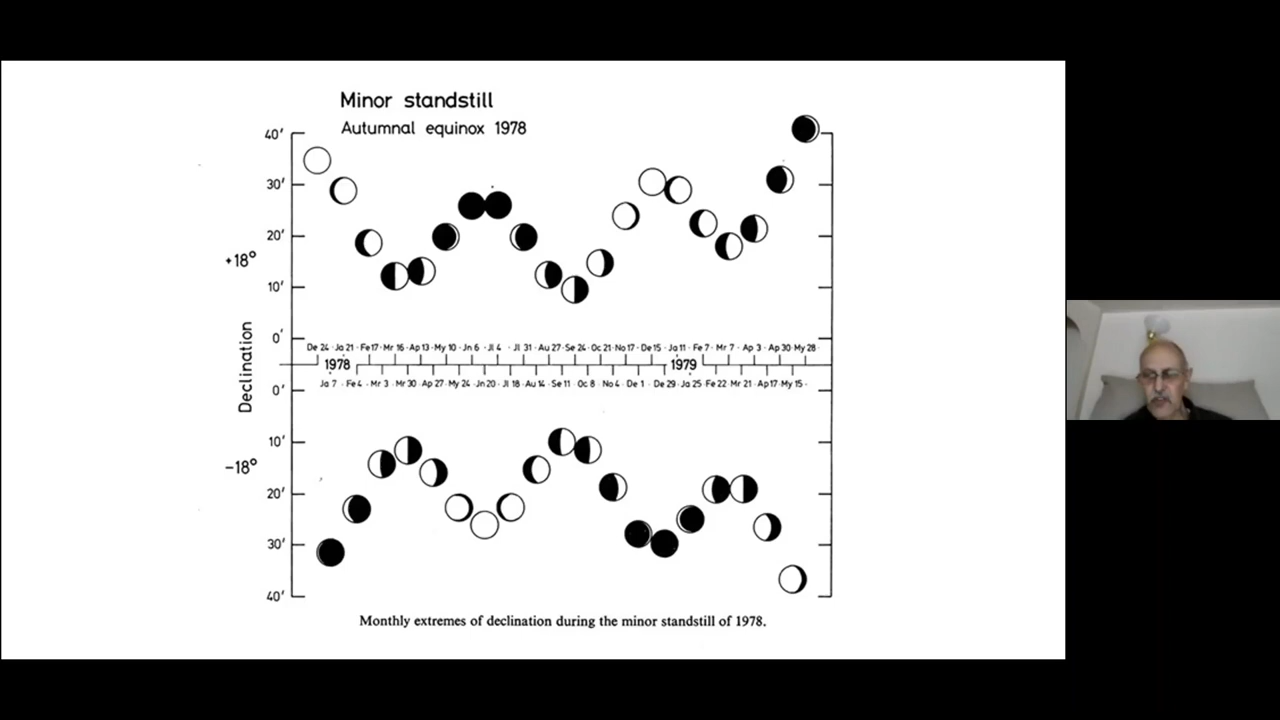 Minor standstill
Autumnal equinox 1978
40'
30'
20'
+18°
10'
0'
De 24 · Ja 21 · Fe 17 · Mr 16 · Ap 13 · My 10 · Jn 6 · Jl 4 · Jl 31 · Au 27 · Se 24 · Oc 21 · No 17 · De 15 · Ja 11 · Fe 7 · Mr 7 · Ap 3 · Ap 30 · My 28 ·
1978 1979
Declination
Ja 7 · Fe 4 · Mr 3 · Mr 30 · Ap 27 · My 24 · Jn 20 · Jl 18 · Au 14 · Se 11 · Oc 8 · No 4 · De 1 · De 29 · Ja 25 · Fe 22 · Mr 21 · Ap 17 · My 15 ·
0'
10'
-18°
20'
30'
40'
Monthly extremes of declination during the minor standstill of 1978.